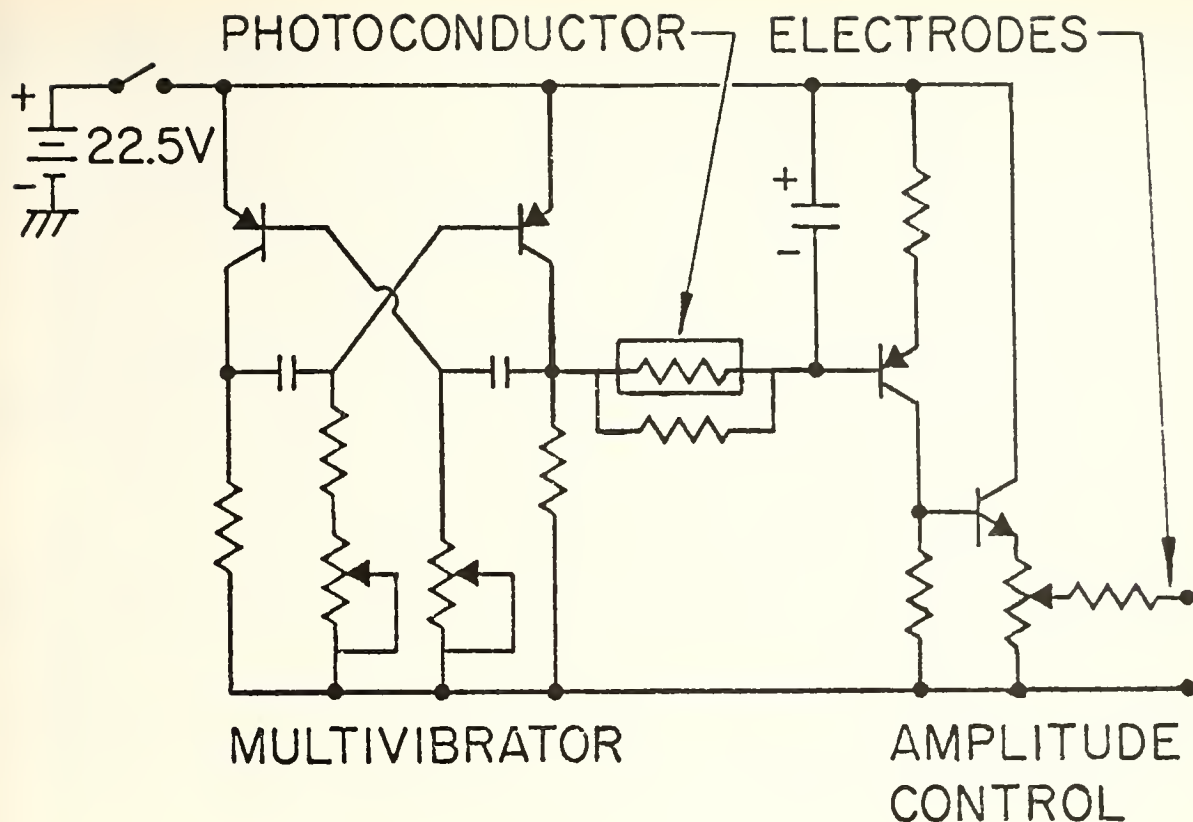 PHOTOCONDUCTOR
ELECTRODES
+
22.5V
-
+
-
MULTIVIBRATOR
AMPLITUDE
CONTROL